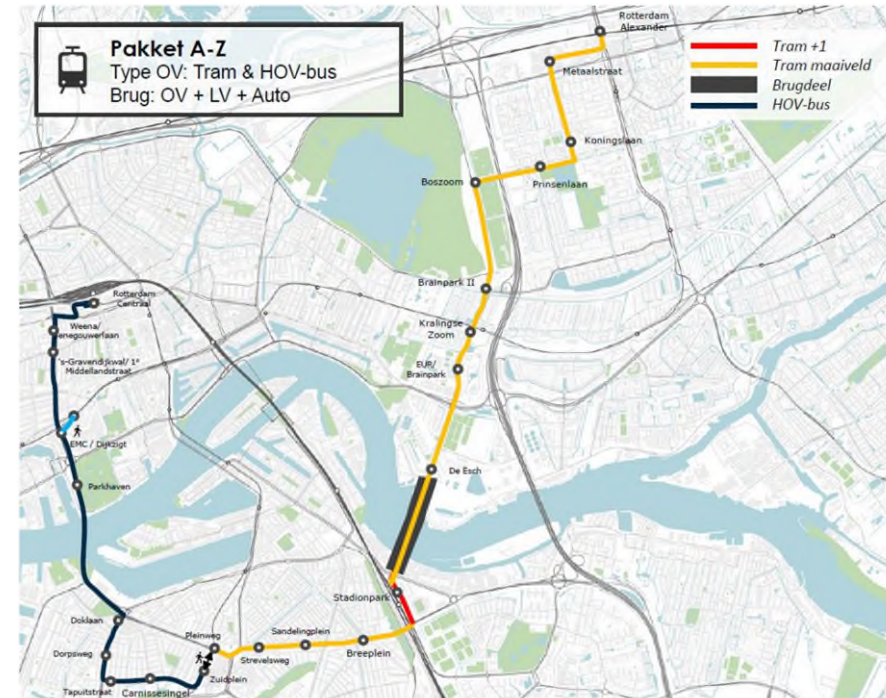 Pakket A-Z
Type OV: Tram & HOV-bus
Brug: OV + LV + Auto
Tram +1
Tram maaiveld
Brugdeel
HOV-bus
Rotterdam
Alexander
Metaalstraat
Koningslaan
Prinsenlaan
Boszoom
Brainpark II
Kralingse
Zoom
EUR/
Brainpark
De Esch
Stadionpark
Breeplein
Sandelingplein
Strevelsweg
Pleinweg
Zuidplein
Carnissesingel
Tapuitstraat
Dorpsweg
Doklaan
Parkhaven
EMC / Dijkzigt
's-Gravendijkwal/ 1e
Middellandstraat
Weena/
Henegouwerlaan
Rotterdam
Centraal